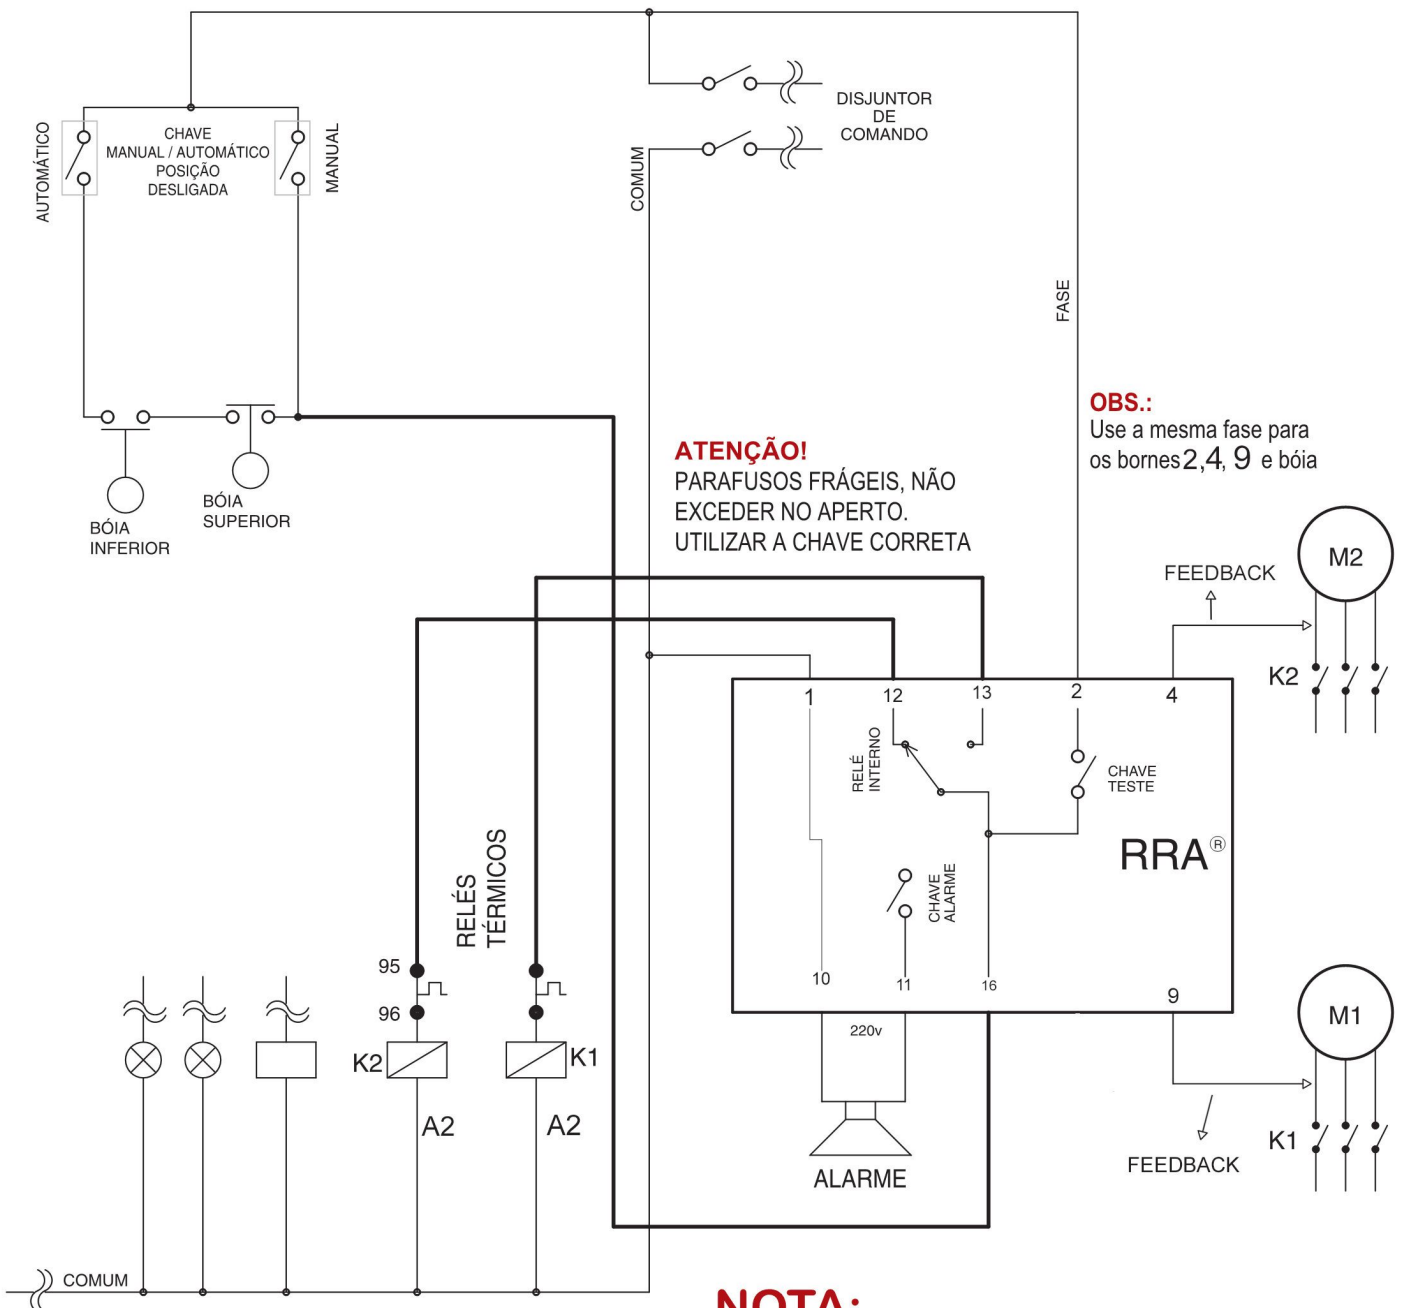 DISJUNTOR
DE
COMANDO
AUTOMÁTICO
CHAVE
MANUAL / AUTOMÁTICO
POSIÇÃO
DESLIGADA
MANUAL
COMUM
FASE
OBS.:
Use a mesma fase para
os bornes 2,4, 9 e bóia
ATENÇÃO!
PARAFUSOS FRÁGEIS, NÃO
EXCEDER NO APERTO.
UTILIZAR A CHAVE CORRETA
BÓIA
SUPERIOR
BÓIA
INFERIOR
FEEDBACK
M2
K2
1
12
13
2
4
RELÉ
INTERNO
CHAVE
TESTE
RRA®
CHAVE
ALARME
RELÉS
TÉRMICOS
10
11
16
9
95
96
220v
K2
K1
A2
A2
ALARME
M1
K1
FEEDBACK
COMUM
NOTA: